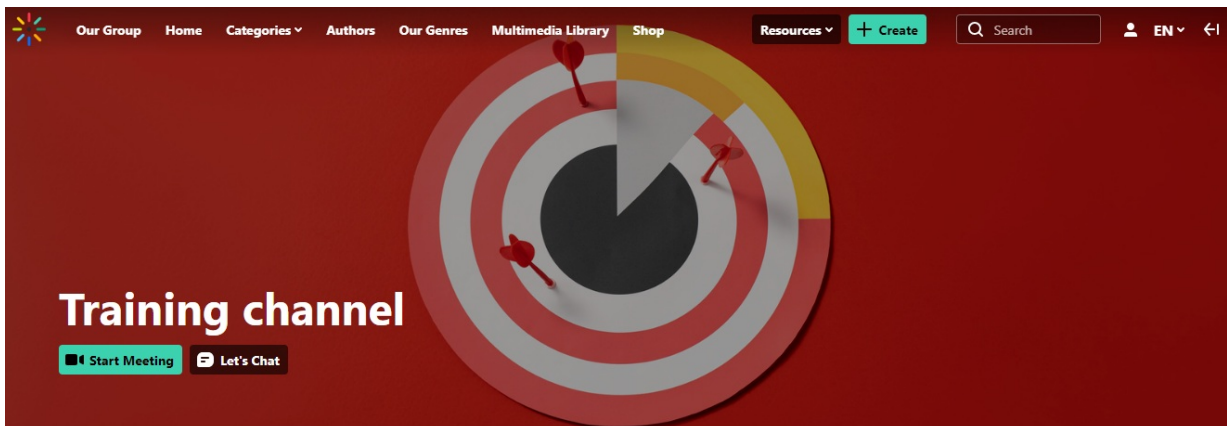 Our Group Home Categories Authors Our Genres Multimedia Library Shop Resources + Create Search EN
Training channel
Start Meeting Let's Chat